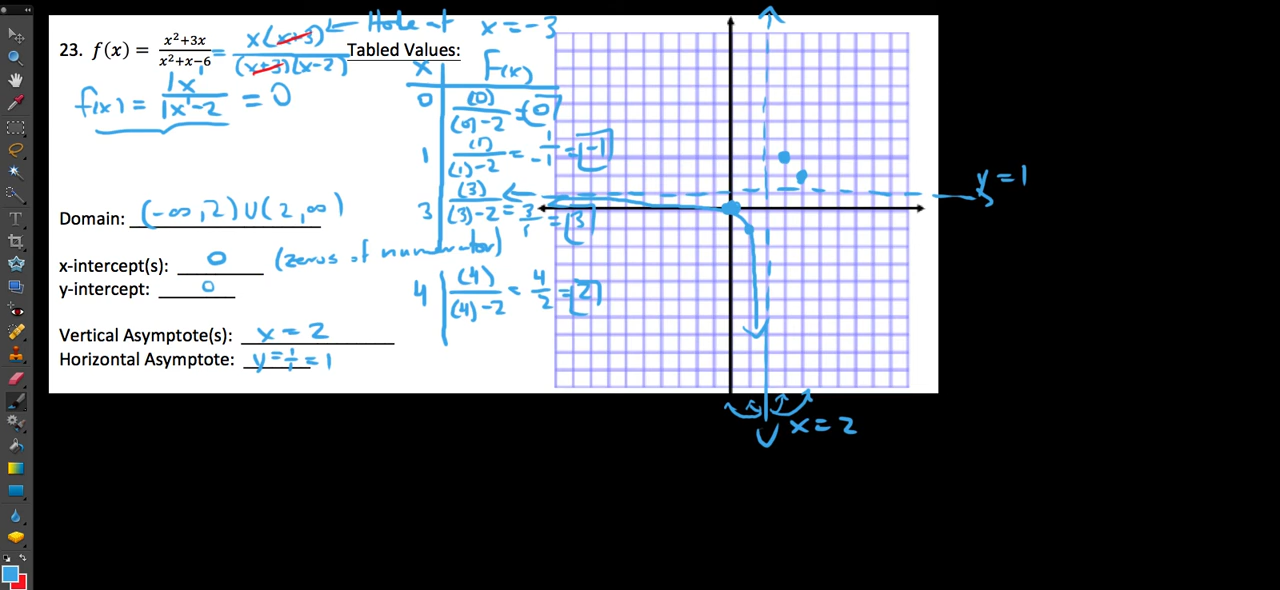 23. f(x) = x²+3x / x²+x−6 = x(x+3) / (x+3)(x−2) ← Hole at x = −3
f(x) = 1x¹ / 1x¹−2 = 0
Tabled Values:
x | F(x)
0 | (0) / (0)−2 = 0
1 | (1) / (1)−2 = 1 / −1 = −1
3 | (3) / (3)−2 = 3 / 1 = 3
4 | (4) / (4)−2 = 4 / 2 = 2
Domain: (−∞, 2) ∪ (2, ∞)
x-intercept(s): 0 (zeros of numerator)
y-intercept: 0
Vertical Asymptote(s): x = 2
Horizontal Asymptote: y = 1/1 = 1
y = 1
x = 2